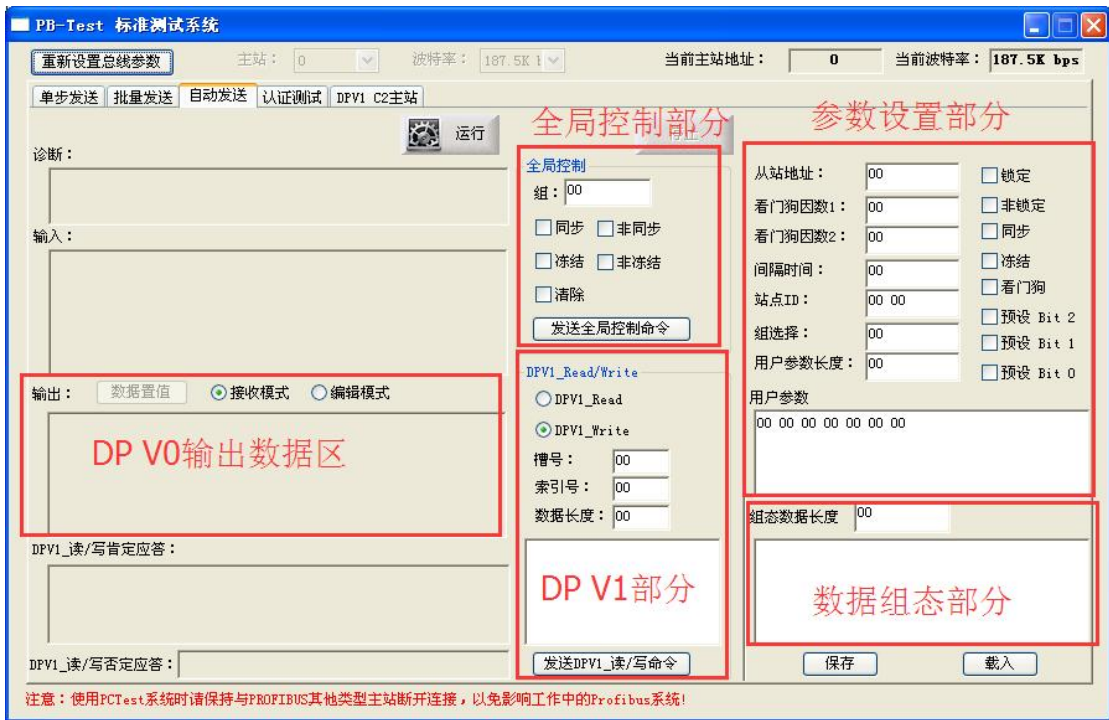 PB-Test 标准测试系统
重新设置总线参数 主站： 0 波特率： 187.5K 当前主站地址： 0 当前波特率： 187.5K bps
单步发送 批量发送 自动发送 认证测试 DPV1 C2主站
运行 全局控制部分 参数设置部分
诊断：
全局控制
组： 00
同步 非同步
冻结 非冻结
清除
发送全局控制命令
输入：
从站地址： 00 锁定
看门狗因数1： 00 非锁定
看门狗因数2： 00 同步
间隔时间： 00 冻结
站点ID： 00 00 看门狗
组选择： 00 预设 Bit 2
预设 Bit 1
用户参数长度： 00 预设 Bit 0
用户参数
00 00 00 00 00 00 00
输出： 数据置值 接收模式 编辑模式
DP V0输出数据区
DPV1_Read/Write
DPV1_Read
DPV1_Write
槽号： 00
索引号： 00
数据长度： 00
DP V1部分
发送DPV1_读/写命令
组态数据长度 00
数据组态部分
保存 载入
DPV1_读/写肯定应答：
DPV1_读/写否定应答：
注意：使用PCTest系统时请保持与PROFIBUS其他类型主站断开连接，以免影响工作中的Profibus系统!